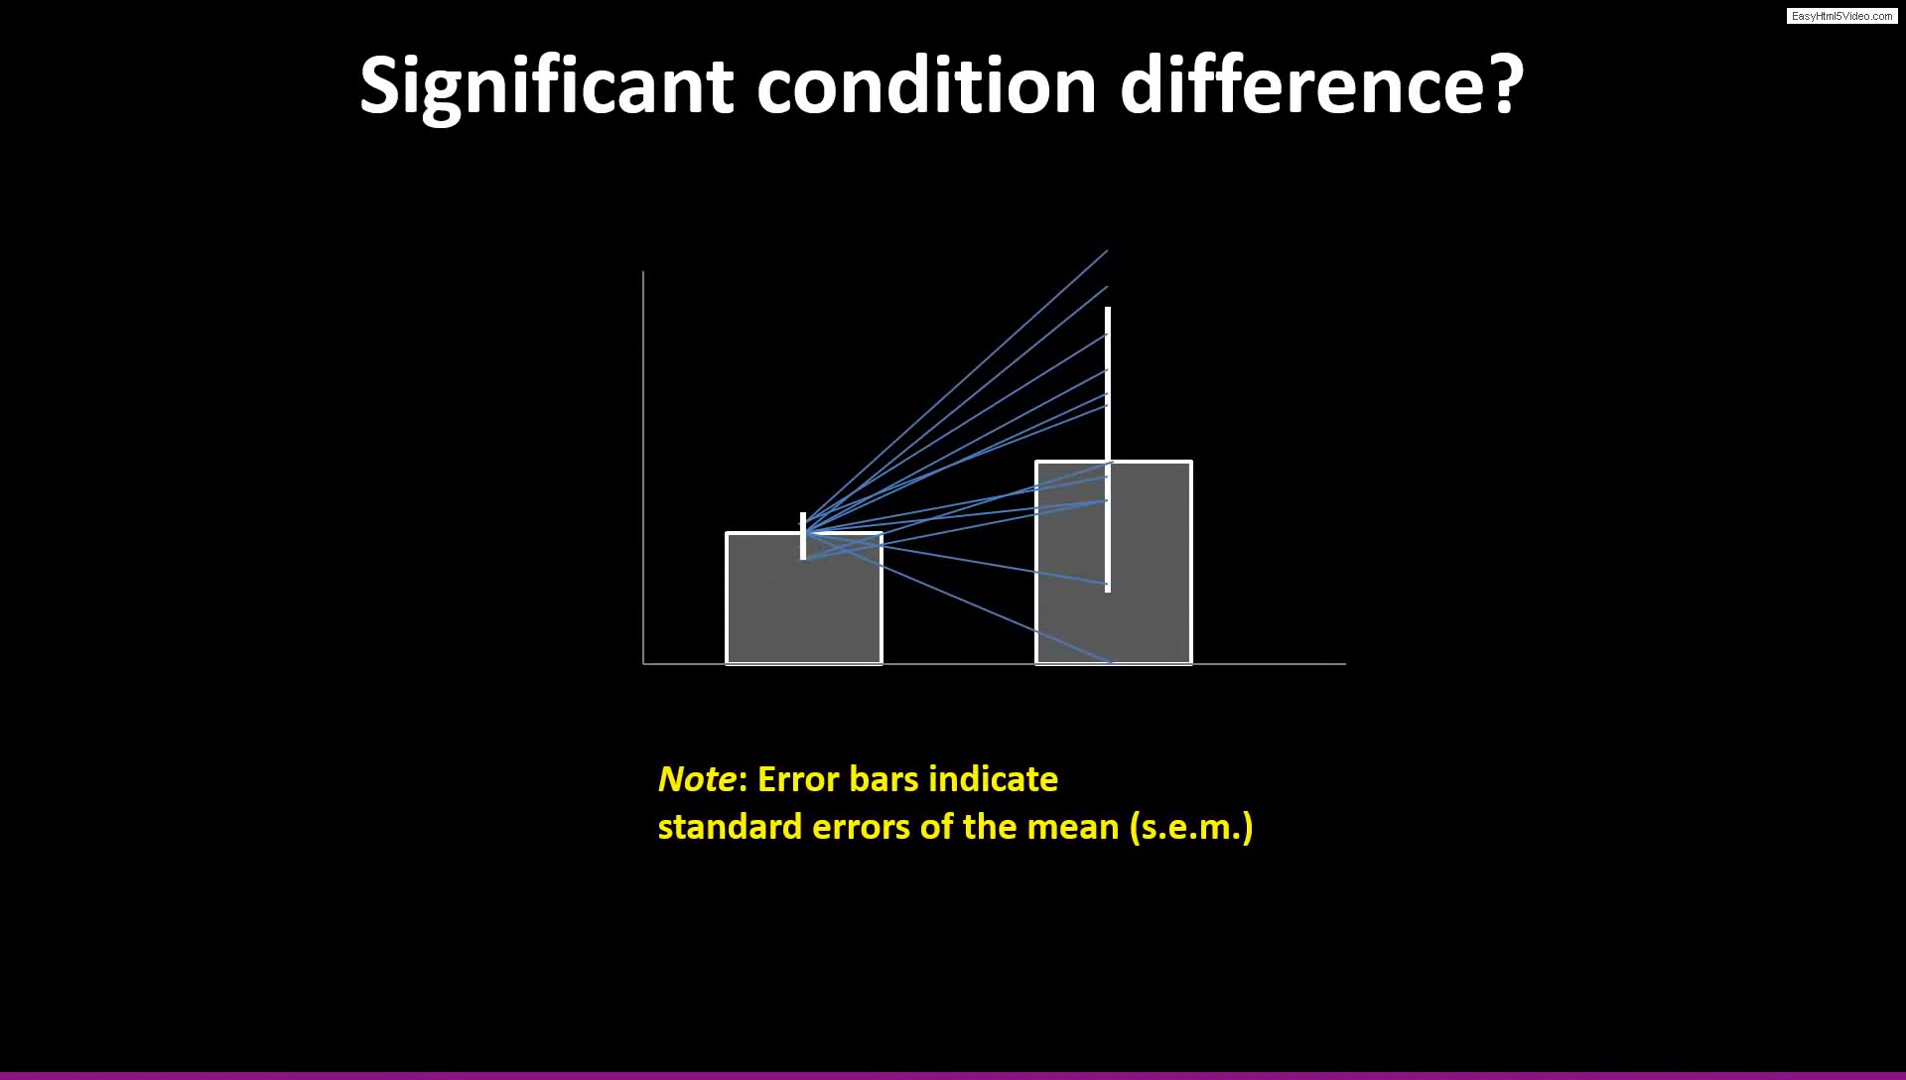 EasyHtml5Video.com
Significant condition difference?
Note: Error bars indicate
standard errors of the mean (s.e.m.)